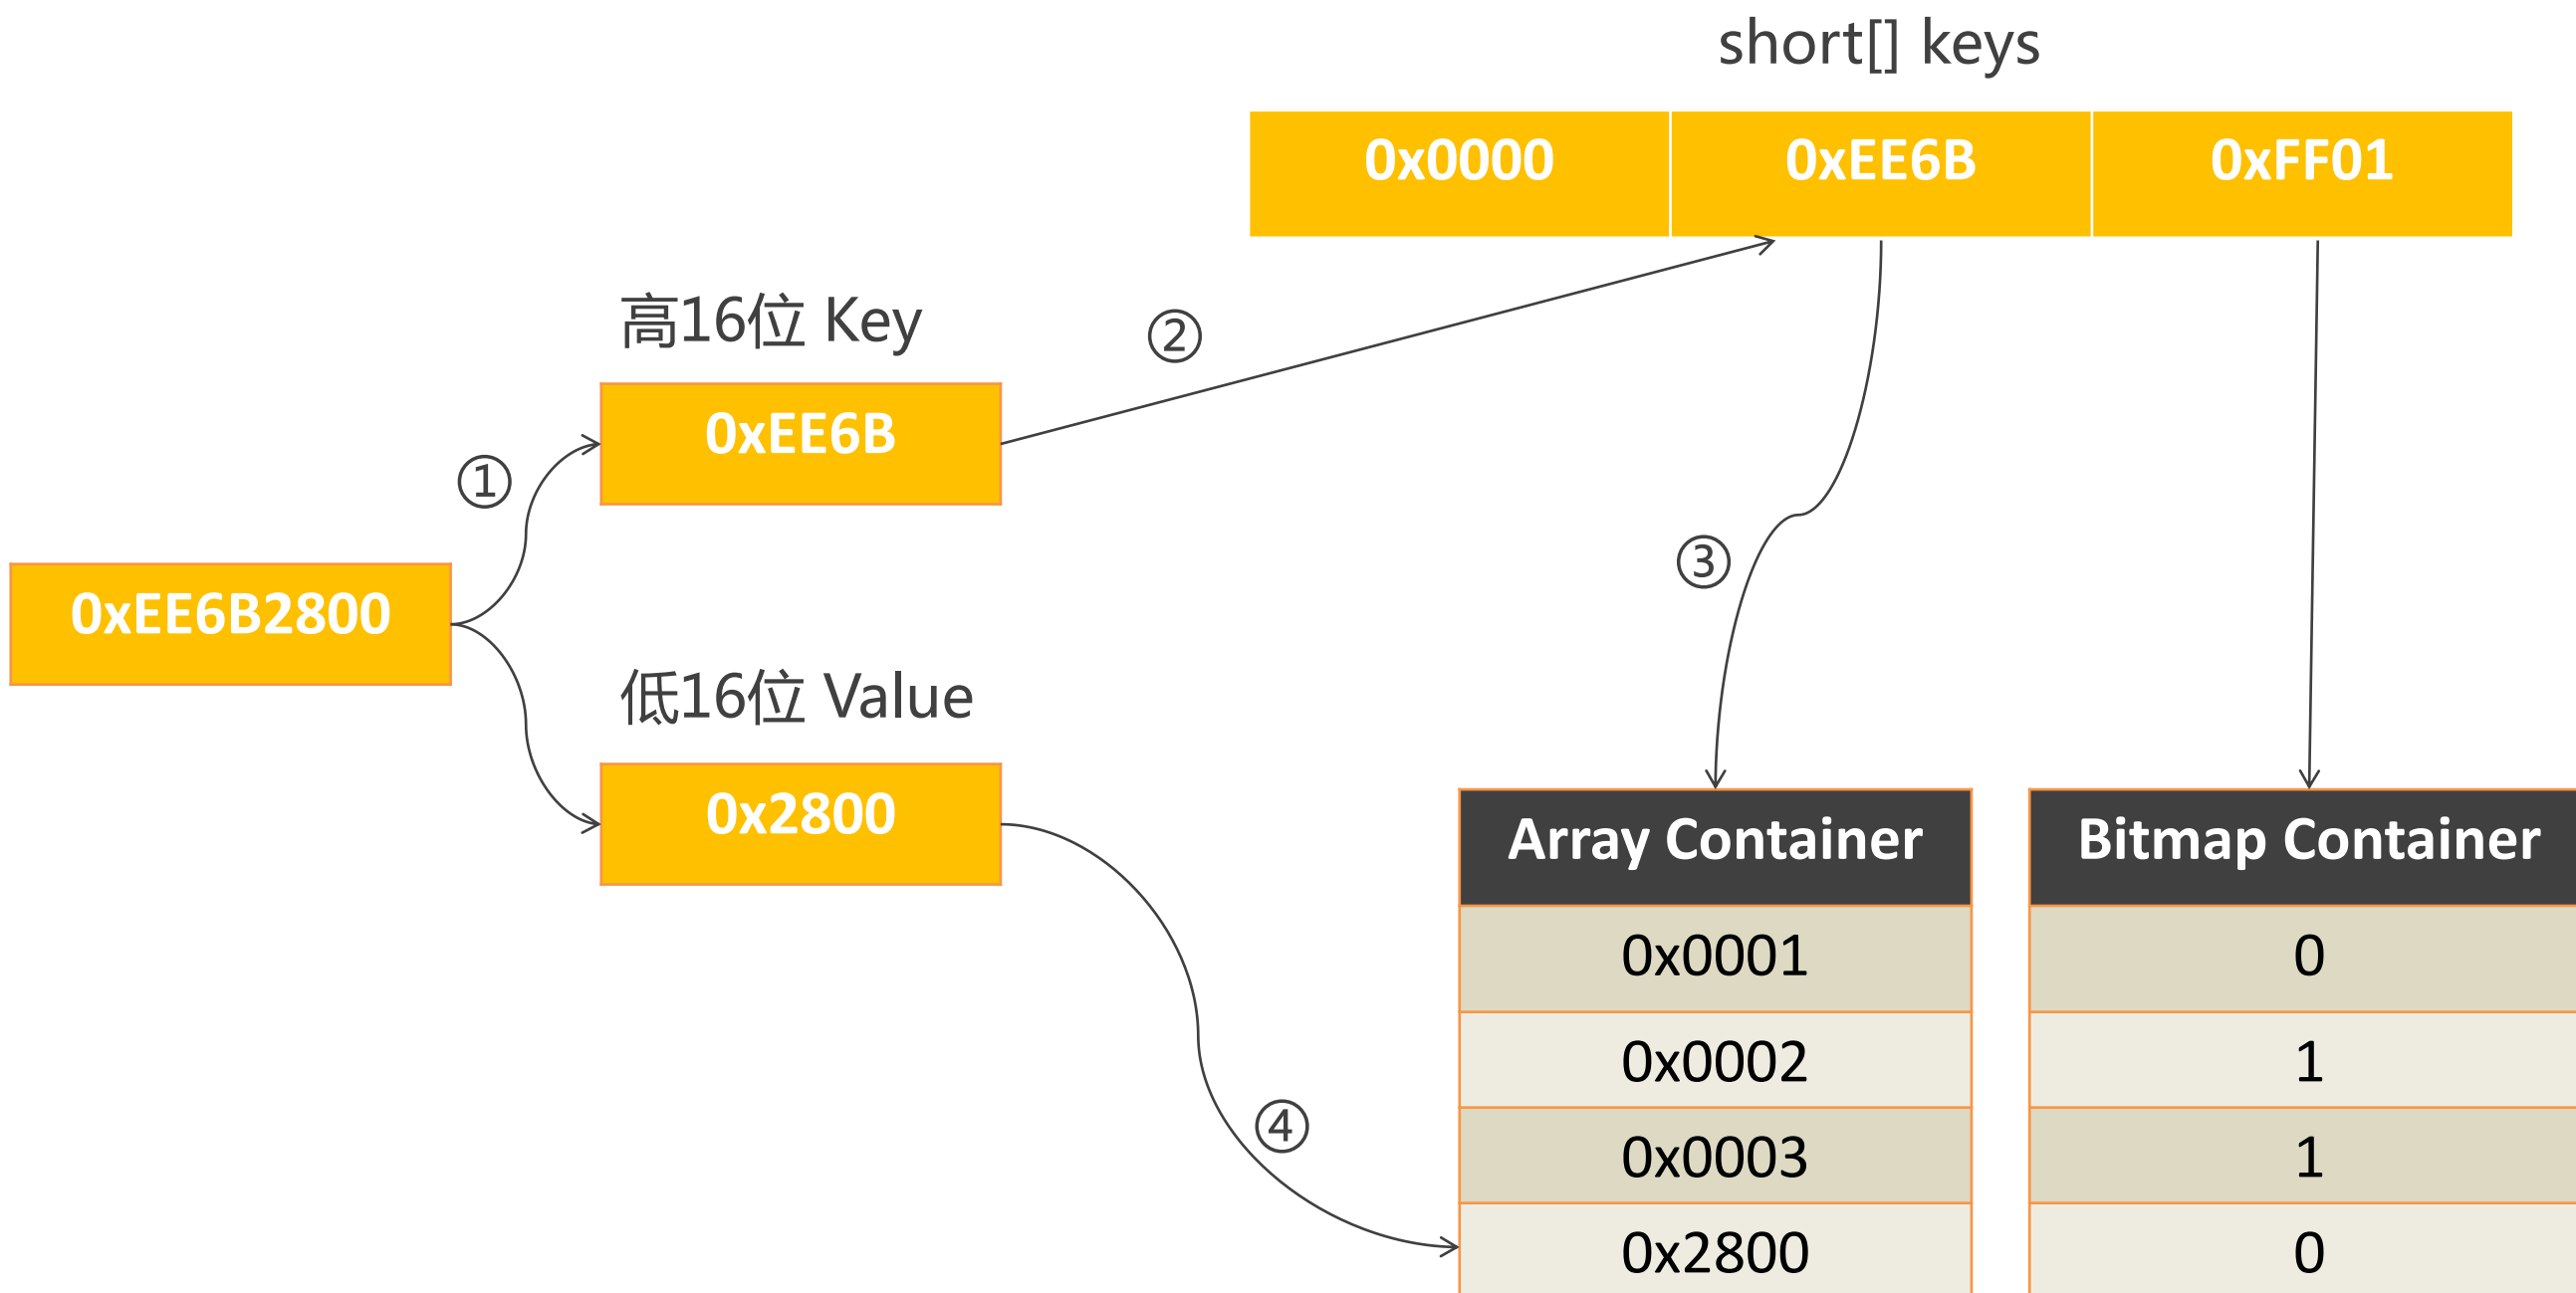 short[] keys
0x0000 0xEE6B 0xFF01
高16位 Key
②
0xEE6B
①
③
0xEE6B2800
低16位 Value
0x2800
④
Array Container
0x0001
0x0002
0x0003
0x2800
Bitmap Container
0
1
1
0